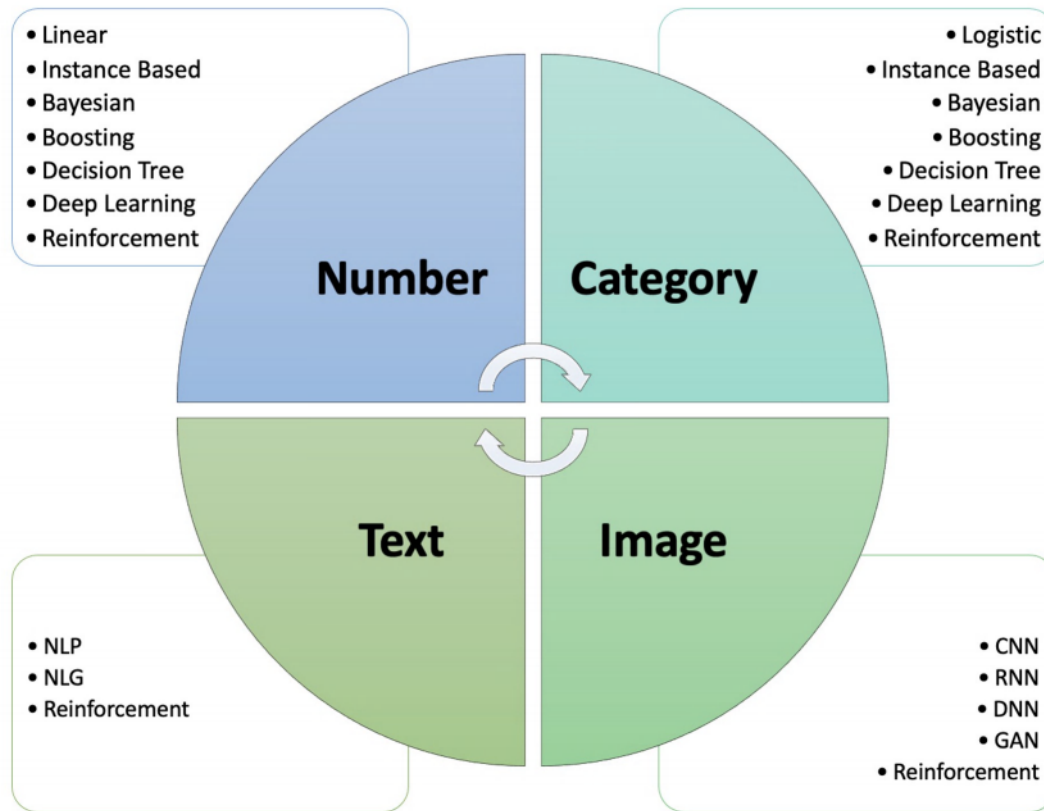 • Linear
• Instance Based
• Bayesian
• Boosting
• Decision Tree
• Deep Learning
• Reinforcement
• Logistic
• Instance Based
• Bayesian
• Boosting
• Decision Tree
• Deep Learning
• Reinforcement
Number
Category
Text
Image
• NLP
• NLG
• Reinforcement
• CNN
• RNN
• DNN
• GAN
• Reinforcement